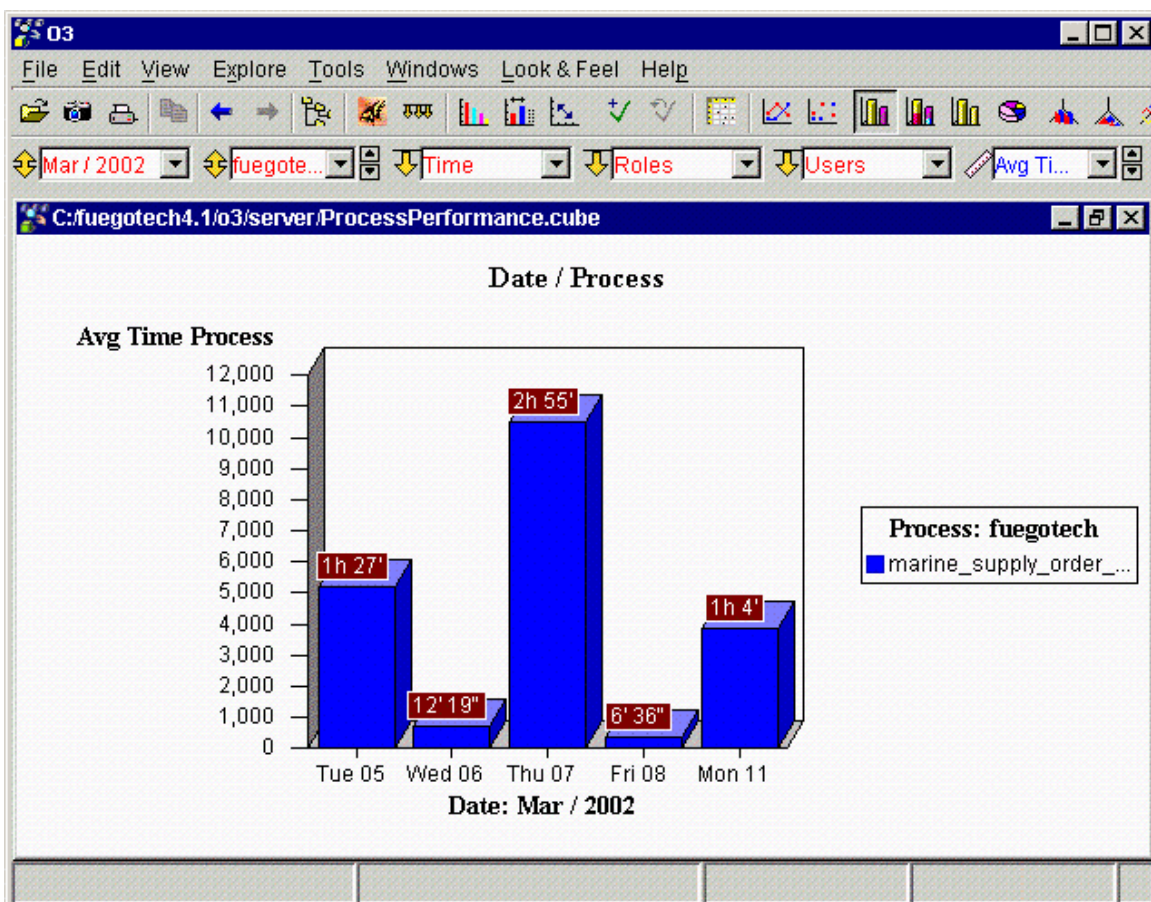 O3
File Edit View Explore Tools Windows Look & Feel Help
Mar / 2002 fuegote... Time Roles Users Avg Ti...
C:/fuegotech4.1/o3/server/ProcessPerformance.cube
Date / Process
Avg Time Process
12,000
11,000
10,000
9,000
8,000
7,000
6,000
5,000
4,000
3,000
2,000
1,000
0
2h 55'
1h 27'
1h 4'
12' 19"
6' 36"
Tue 05 Wed 06 Thu 07 Fri 08 Mon 11
Date: Mar / 2002
Process: fuegotech
marine_supply_order_...